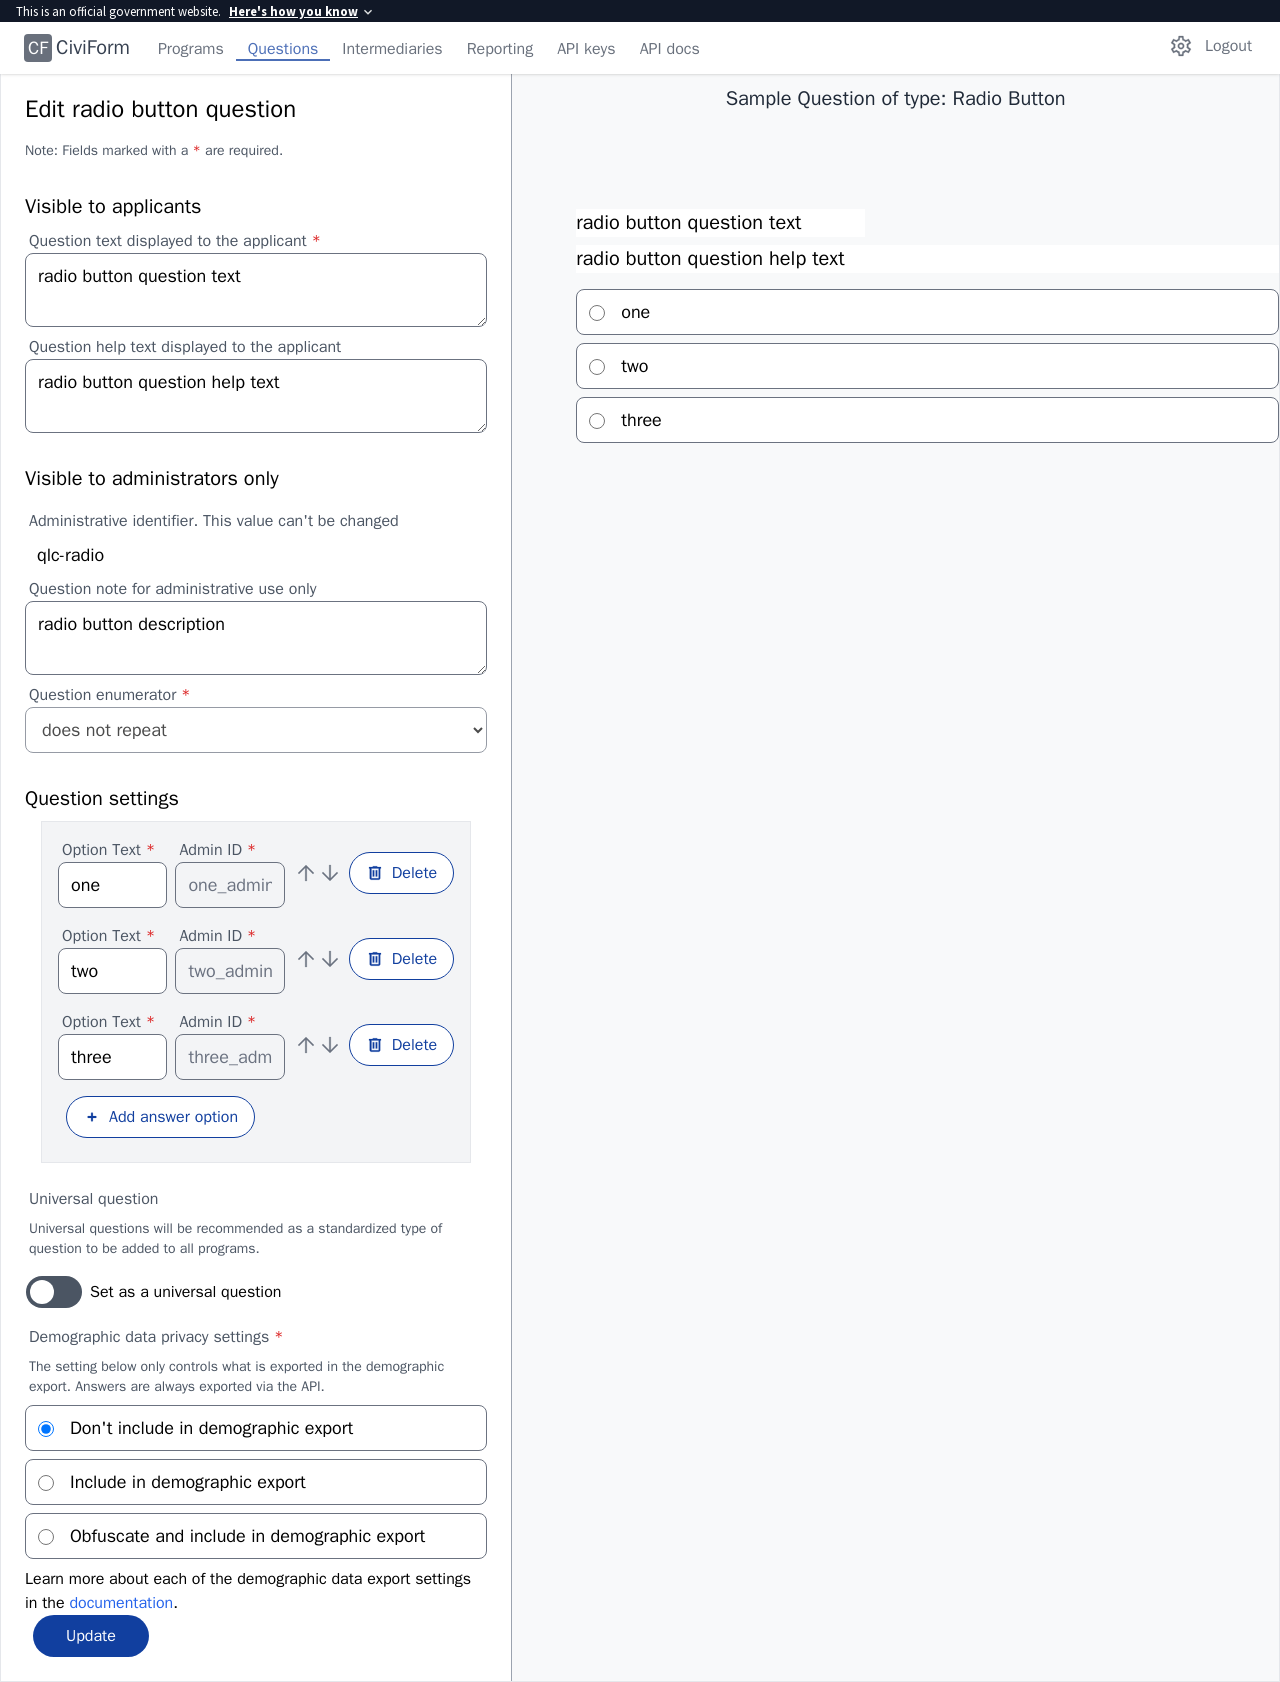 This is an official government website. Here's how you know
CF CiviForm Programs Questions Intermediaries Reporting API keys API docs Logout
Edit radio button question
Note: Fields marked with a * are required.
Visible to applicants
Question text displayed to the applicant *
radio button question text
Question help text displayed to the applicant
radio button question help text
Visible to administrators only
Administrative identifier. This value can't be changed
qlc-radio
Question note for administrative use only
radio button description
Question enumerator *
does not repeat
Question settings
Option Text * Admin ID *
one one_admin Delete
Option Text * Admin ID *
two two_admin Delete
Option Text * Admin ID *
three three_adm Delete
+ Add answer option
Universal question
Universal questions will be recommended as a standardized type of
question to be added to all programs.
Set as a universal question
Demographic data privacy settings *
The setting below only controls what is exported in the demographic
export. Answers are always exported via the API.
Don't include in demographic export
Include in demographic export
Obfuscate and include in demographic export
Learn more about each of the demographic data export settings
in the documentation.
Update
Sample Question of type: Radio Button
radio button question text
radio button question help text
one
two
three